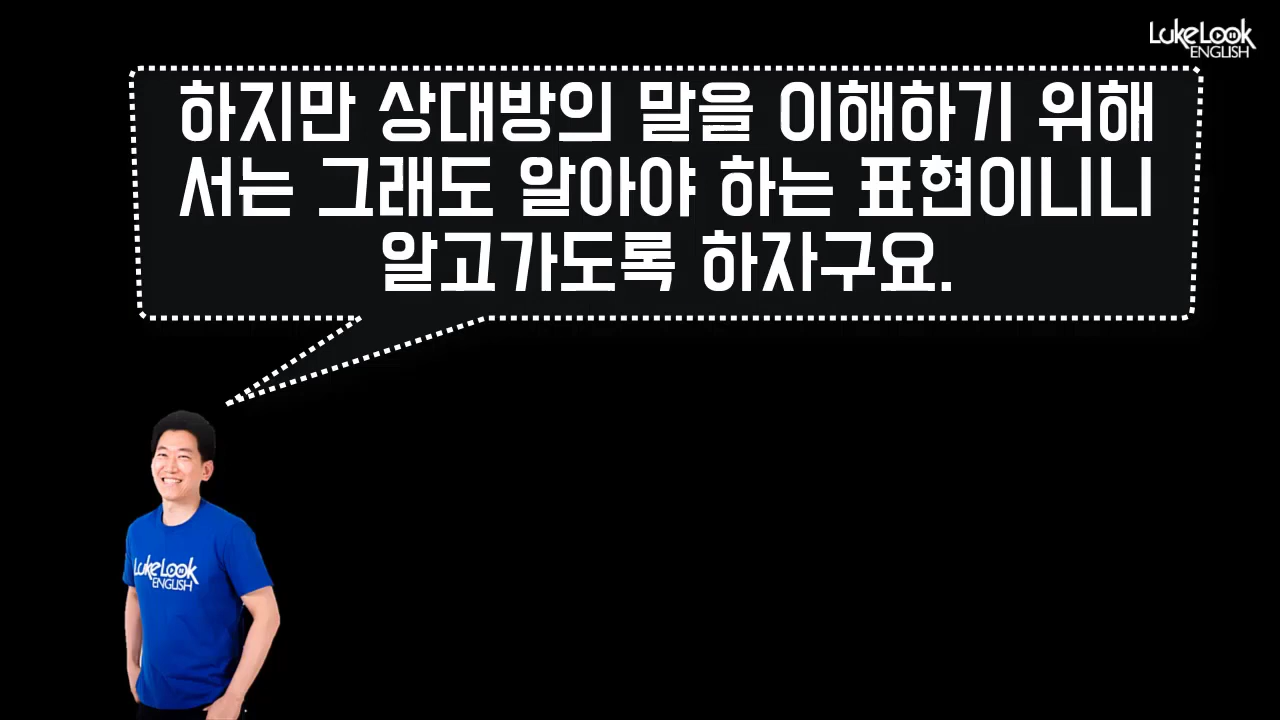 LukeLook
ENGLISH
하지만 상대방의 말을 이해하기 위해
서는 그래도 알아야 하는 표현이니니
알고가도록 하자구요.
LukeLook
ENGLISH